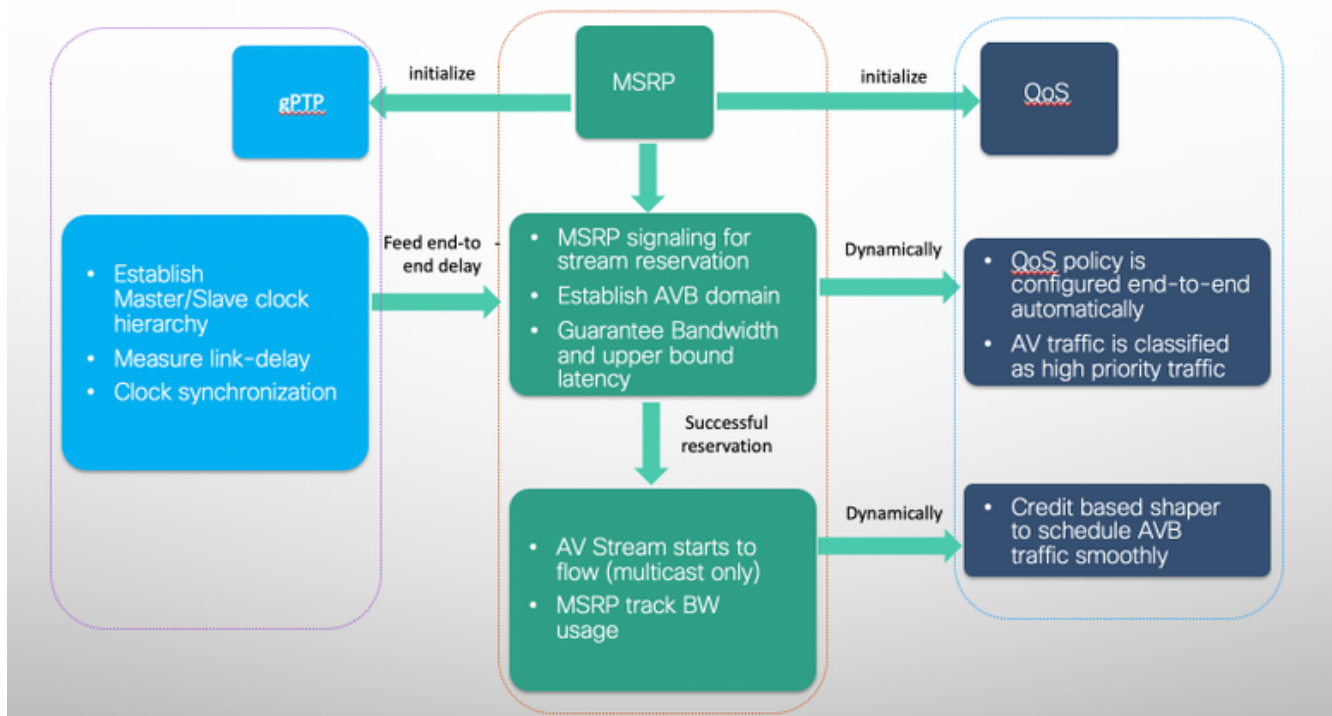 gPTP
initialize
MSRP
initialize
QoS
• Establish
Master/Slave clock
hierarchy
• Measure link-delay
• Clock synchronization
Feed end-to -
end delay
• MSRP signaling for
stream reservation
• Establish AVB domain
• Guarantee Bandwidth
and upper bound
latency
Dynamically
• QoS policy is
configured end-to-end
automatically
• AV traffic is classified
as high priority traffic
Successful
reservation
• AV Stream starts to
flow (multicast only)
• MSRP track BW
usage
Dynamically
• Credit based shaper
to schedule AVB
traffic smoothly